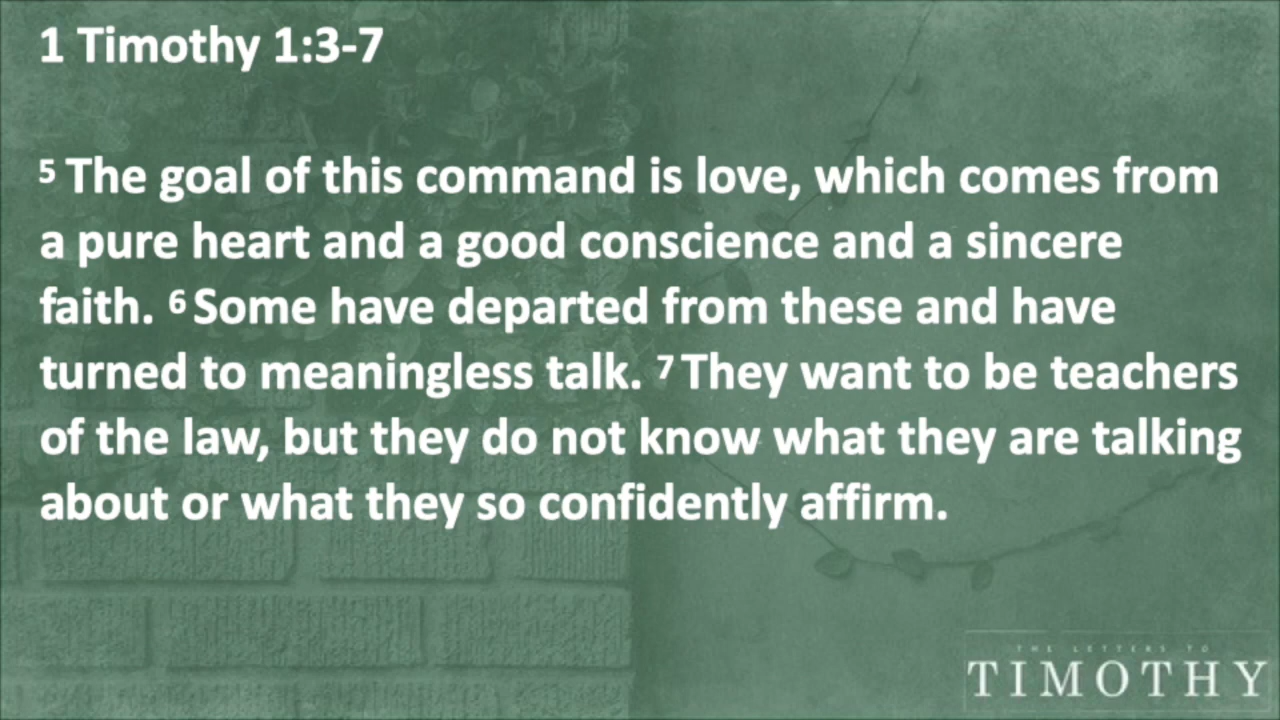 1 Timothy 1:3-7
5 The goal of this command is love, which comes from
a pure heart and a good conscience and a sincere
faith. 6 Some have departed from these and have
turned to meaningless talk. 7 They want to be teachers
of the law, but they do not know what they are talking
about or what they so confidently affirm.
THE LETTERS TO
TIMOTHY